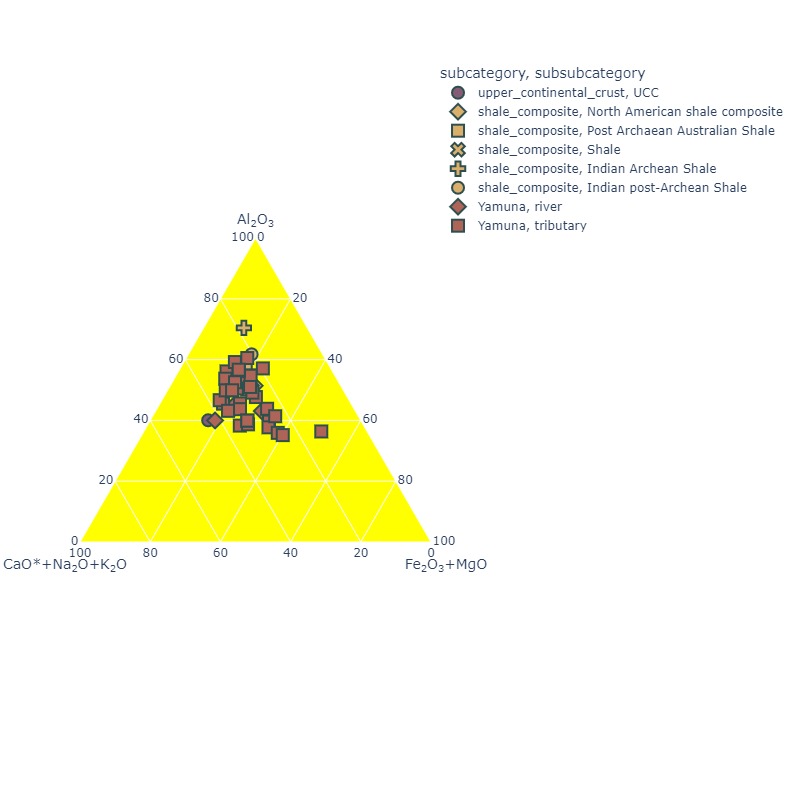 subcategory, subsubcategory
upper_continental_crust, UCC
shale_composite, North American shale composite
shale_composite, Post Archaean Australian Shale
shale_composite, Shale
shale_composite, Indian Archean Shale
shale_composite, Indian post-Archean Shale
Yamuna, river
Yamuna, tributary
Al₂O₃
100 0
80 20
60 40
40 60
20 80
0 100
100 80 60 40 20 0
CaO*+Na₂O+K₂O Fe₂O₃+MgO